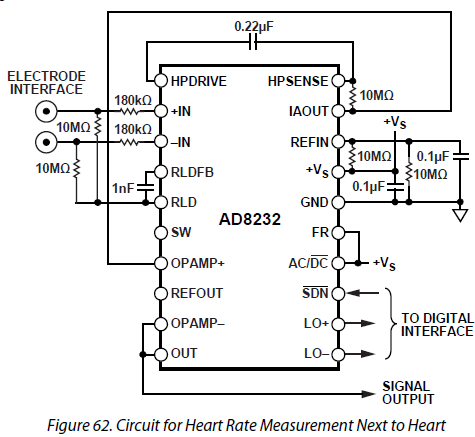 0.22µF
ELECTRODE
INTERFACE
HPDRIVE
HPSENSE
180kΩ
10MΩ
+IN
IAOUT
10MΩ
180kΩ
+VS
–IN
REFIN
10MΩ
0.1µF
10MΩ
RLDFB
+VS
10MΩ
1nF
0.1µF
RLD
GND
AD8232
SW
FR
OPAMP+
AC/DC
+VS
REFOUT
SDN
OPAMP–
LO+
TO DIGITAL
INTERFACE
OUT
LO–
SIGNAL
OUTPUT
Figure 62. Circuit for Heart Rate Measurement Next to Heart